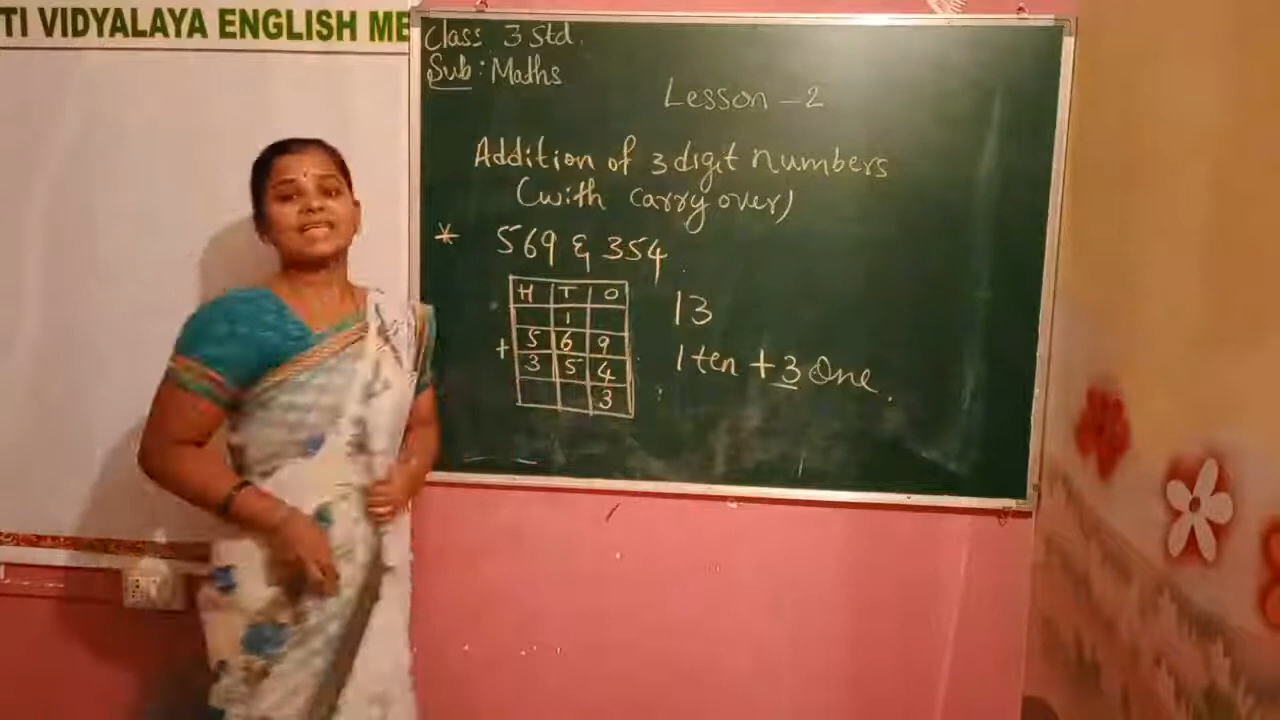 TI VIDYALAYA ENGLISH ME
Class: 3 Std.
Sub: Maths
Lesson - 2
Addition of 3 digit numbers
(with carry over)
* 569 & 354
H T O
1
+ 5 6 9
3 5 4
3
13
1 ten + 3 One.